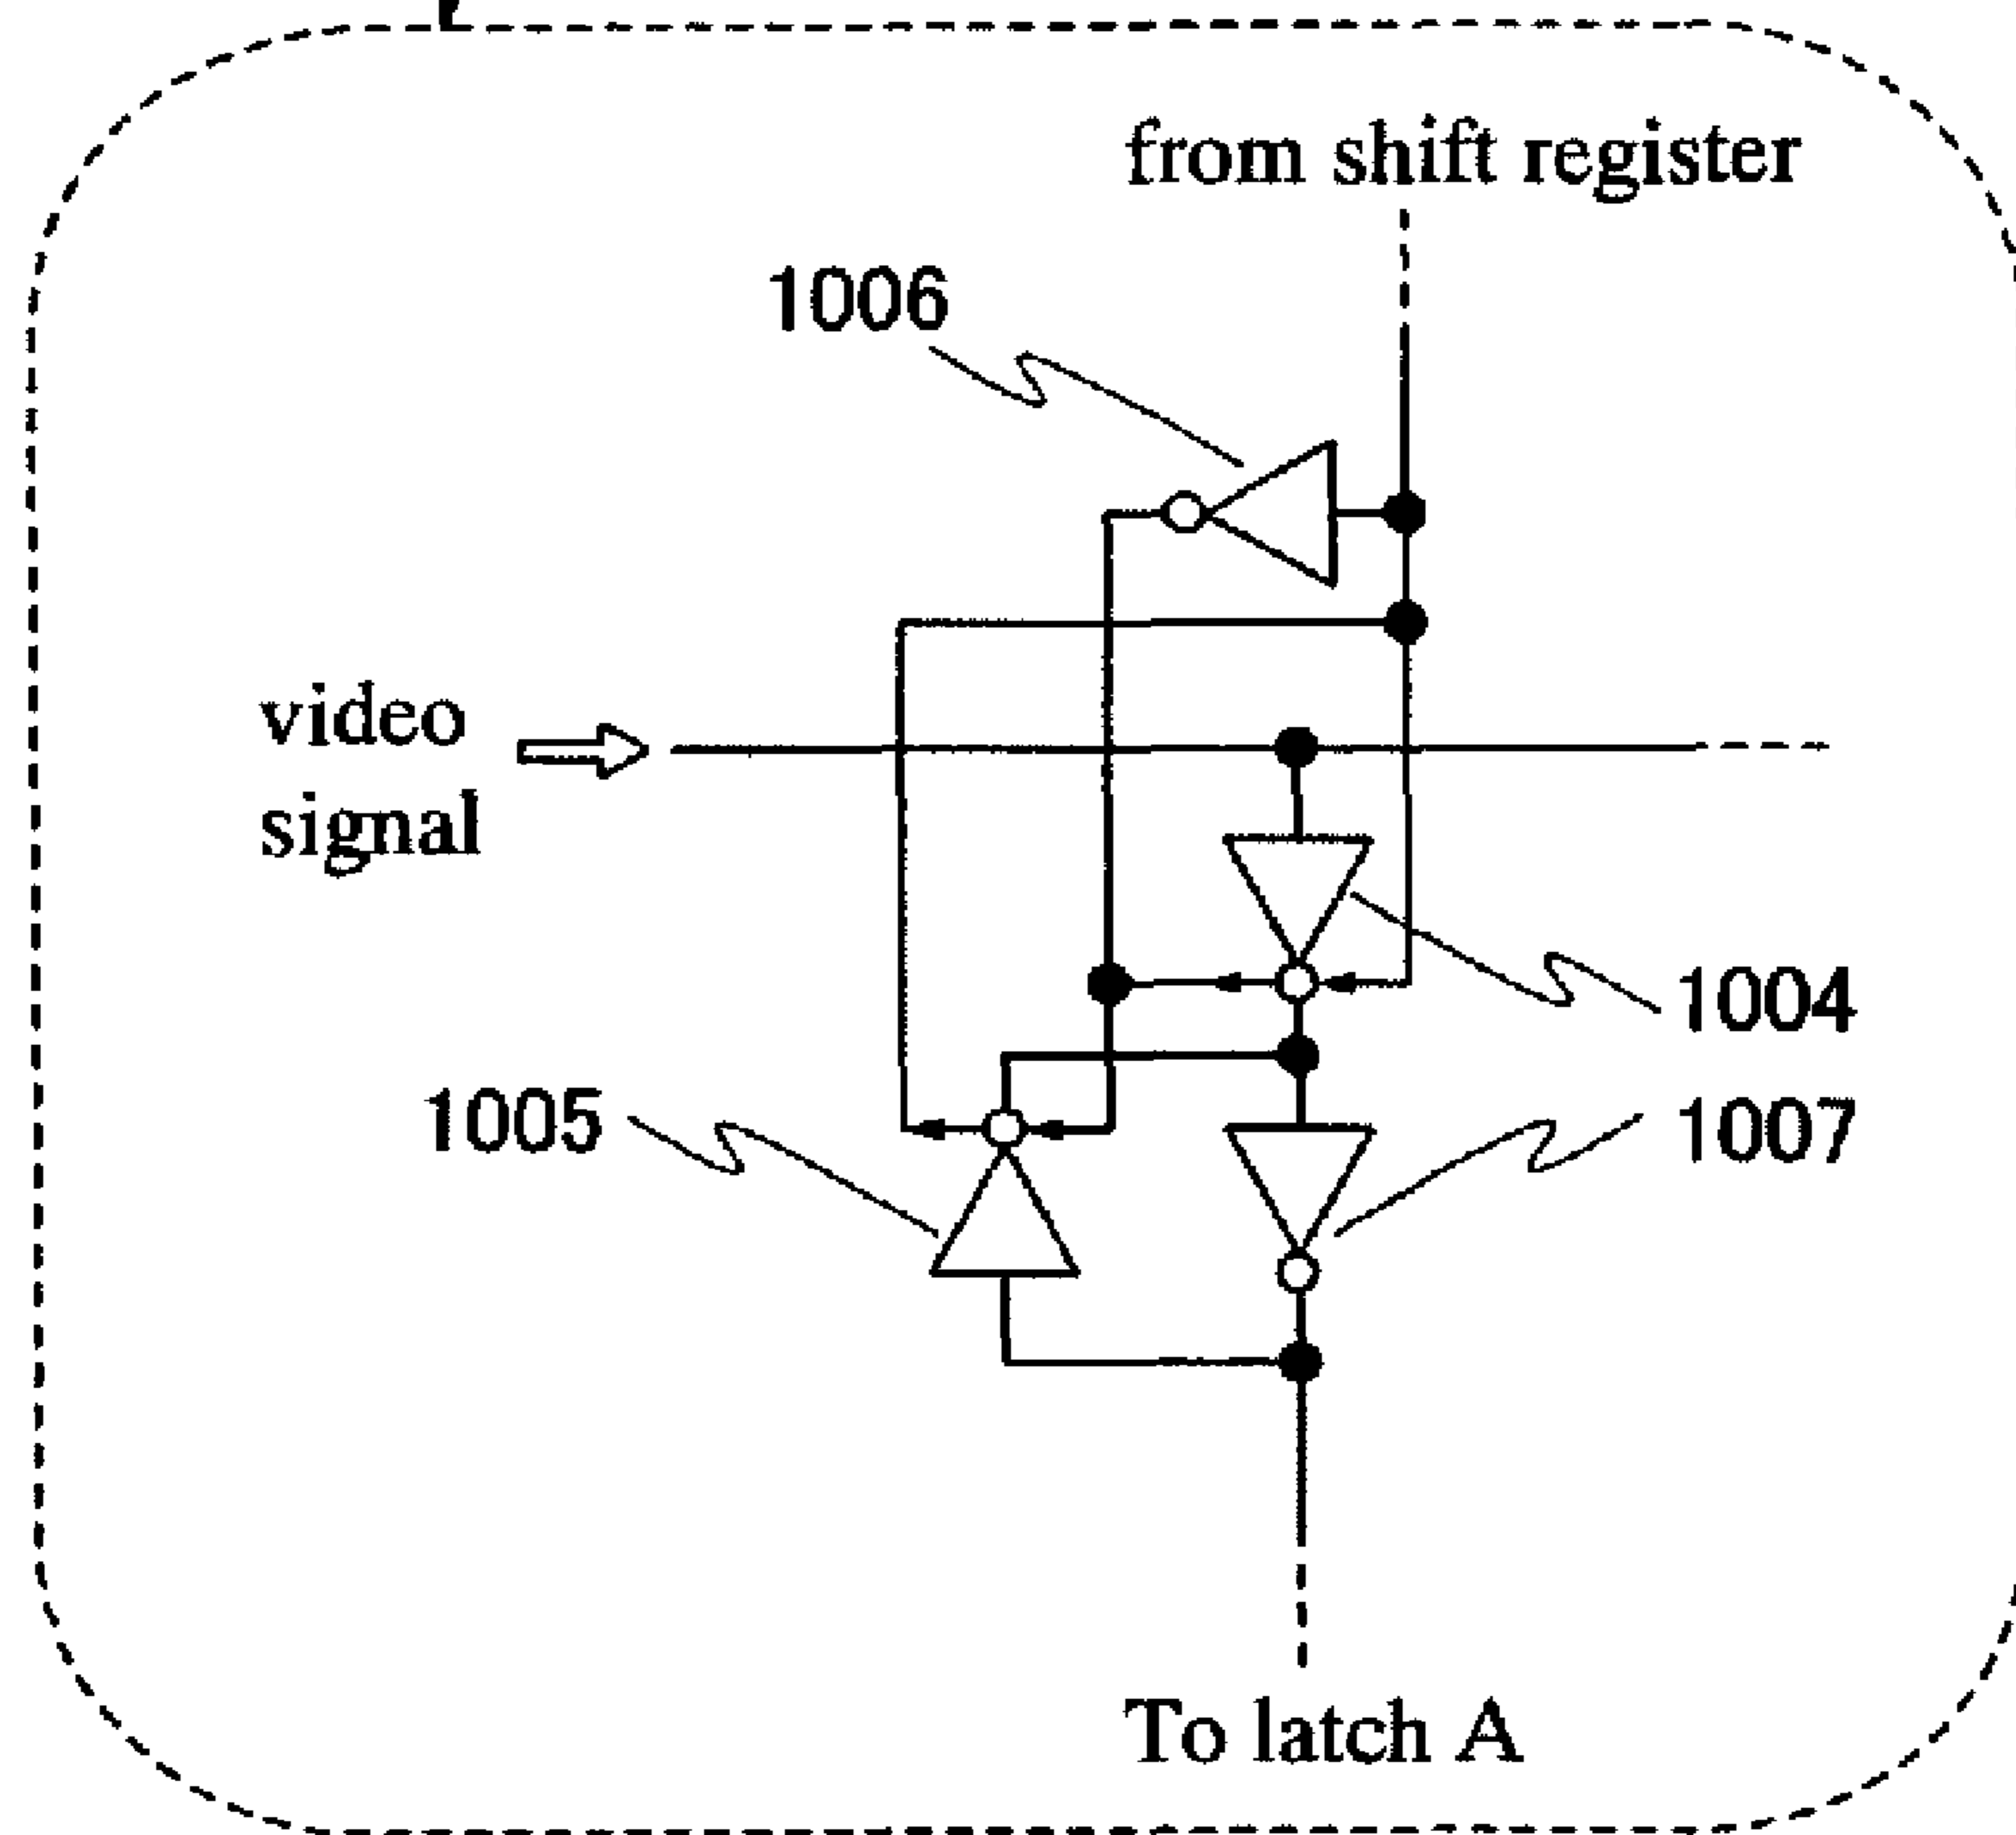 from shift register
1006
video
signal
1004
1005
1007
To latch A